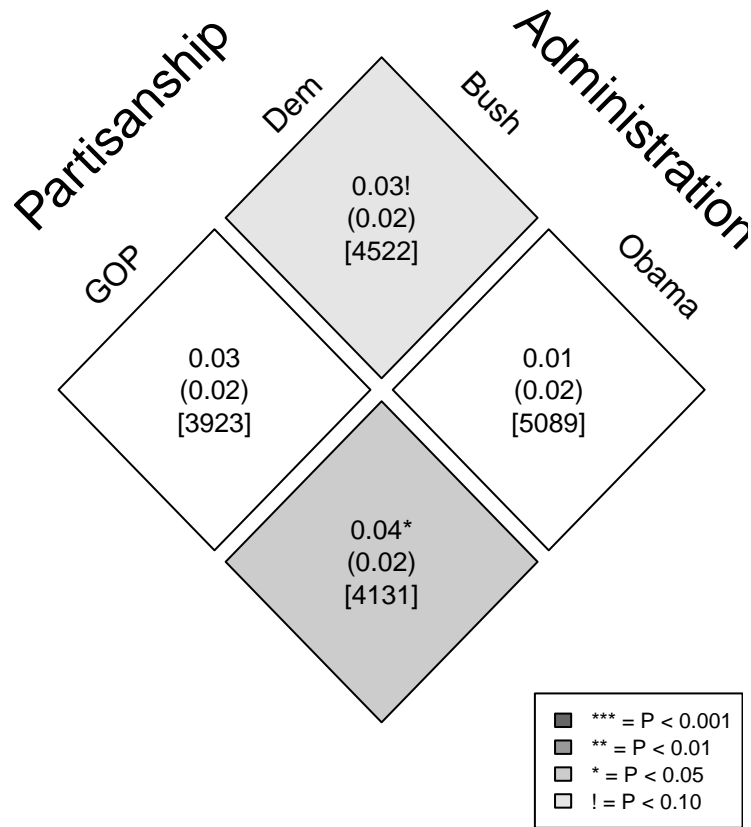 Partisanship
Administration
Dem
Bush
GOP
Obama
0.03!
(0.02)
[4522]
0.03
(0.02)
[3923]
0.01
(0.02)
[5089]
0.04*
(0.02)
[4131]
*** = P < 0.001
** = P < 0.01
* = P < 0.05
! = P < 0.10